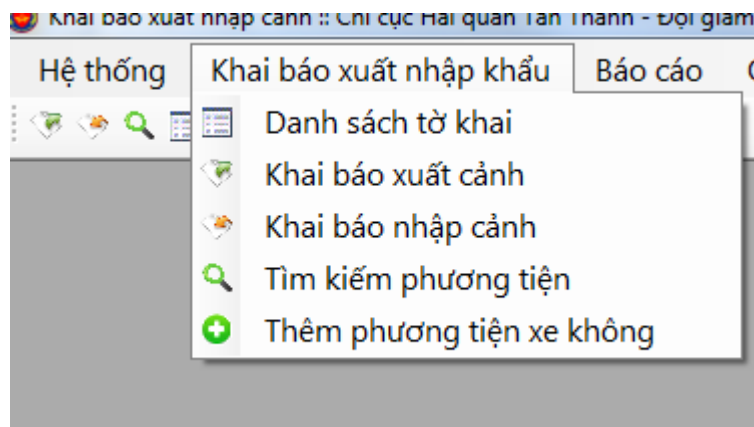 Khai báo xuất nhập cảnh :: Chi cục Hải quan Tân Thanh - Đội giám
Hệ thống Khai báo xuất nhập khẩu Báo cáo
Danh sách tờ khai
Khai báo xuất cảnh
Khai báo nhập cảnh
Tìm kiếm phương tiện
Thêm phương tiện xe không